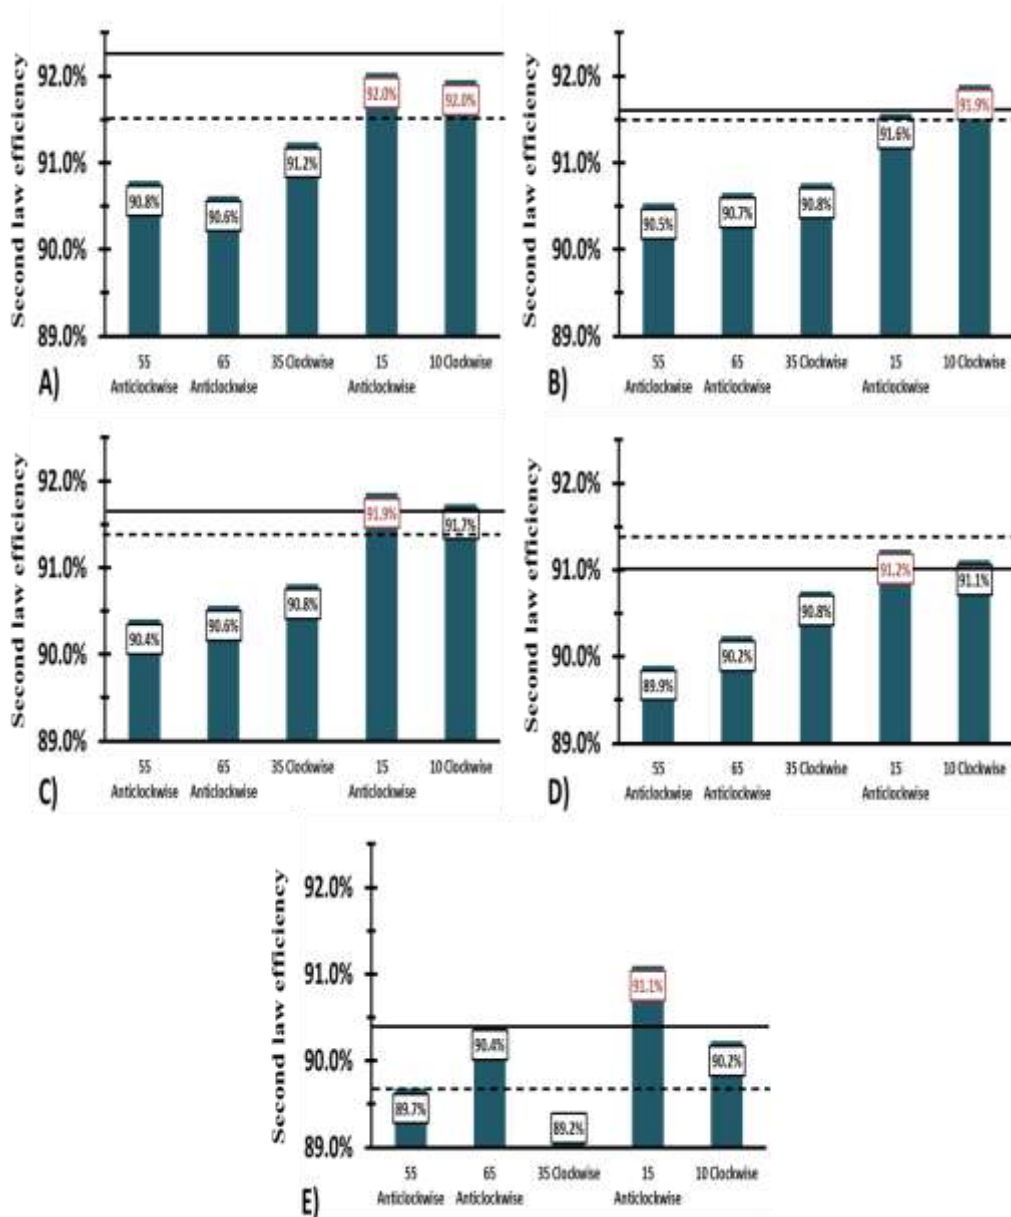 Second law efficiency
92.0%
91.0%
90.0%
89.0%
90.8%
90.6%
91.2%
92.0%
92.0%
55
Anticlockwise
65
Anticlockwise
35 Clockwise
15
Anticlockwise
10 Clockwise
A)
Second law efficiency
92.0%
91.0%
90.0%
89.0%
90.5%
90.7%
90.8%
91.6%
91.9%
55
Anticlockwise
65
Anticlockwise
35 Clockwise
15
Anticlockwise
10 Clockwise
B)
Second law efficiency
92.0%
91.0%
90.0%
89.0%
90.4%
90.6%
90.8%
91.9%
91.7%
55
Anticlockwise
65
Anticlockwise
35 Clockwise
15
Anticlockwise
10 Clockwise
C)
Second law efficiency
92.0%
91.0%
90.0%
89.0%
89.9%
90.2%
90.8%
91.2%
91.1%
55
Anticlockwise
65
Anticlockwise
35 Clockwise
15
Anticlockwise
10 Clockwise
D)
Second law efficiency
92.0%
91.0%
90.0%
89.0%
89.7%
90.4%
89.2%
91.1%
90.2%
55
Anticlockwise
65
Anticlockwise
35 Clockwise
15
Anticlockwise
10 Clockwise
E)